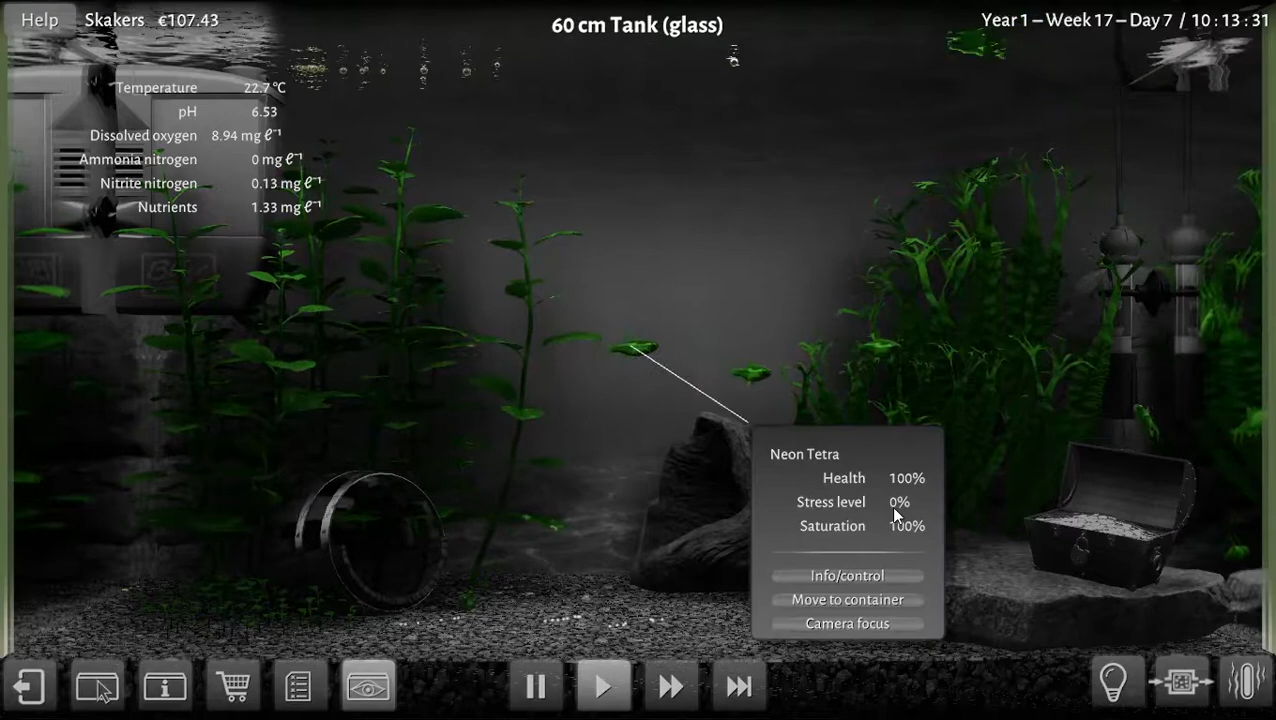 Help
Skakers €107.43
60 cm Tank (glass)
Year 1 – Week 17 – Day 7 / 10:13:31
Temperature 22.7 °C
pH 6.53
Dissolved oxygen 8.94 mg ℓ⁻¹
Ammonia nitrogen 0 mg ℓ⁻¹
Nitrite nitrogen 0.13 mg ℓ⁻¹
Nutrients 1.33 mg ℓ⁻¹
Neon Tetra
Health 100%
Stress level 0%
Saturation 100%
Info/control
Move to container
Camera focus